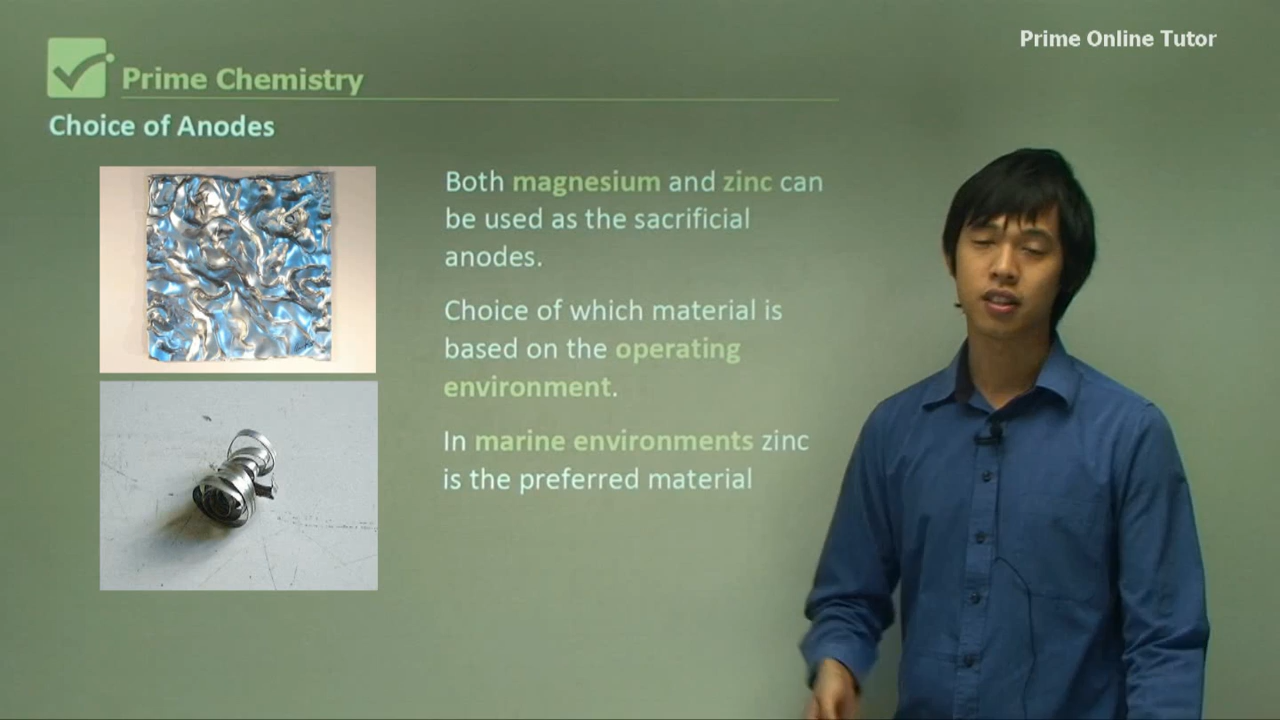 Prime Online Tutor
Prime Chemistry
Choice of Anodes
Both magnesium and zinc can
be used as the sacrificial
anodes.
Choice of which material is
based on the operating
environment.
In marine environments zinc
is the preferred material